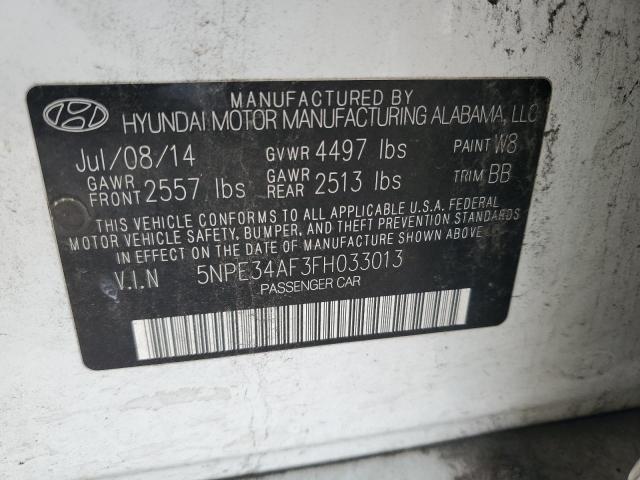 MANUFACTURED BY
HYUNDAI MOTOR MANUFACTURING ALABAMA, LLC
Jul/08/14 GVWR 4497 lbs PAINT W8
GAWR FRONT 2557 lbs GAWR REAR 2513 lbs TRIM BB
THIS VEHICLE CONFORMS TO ALL APPLICABLE U.S.A. FEDERAL
MOTOR VEHICLE SAFETY, BUMPER, AND THEFT PREVENTION STANDARDS
IN EFFECT ON THE DATE OF MANUFACTURE SHOWN ABOVE.
V.I.N 5NPE34AF3FH033013
PASSENGER CAR